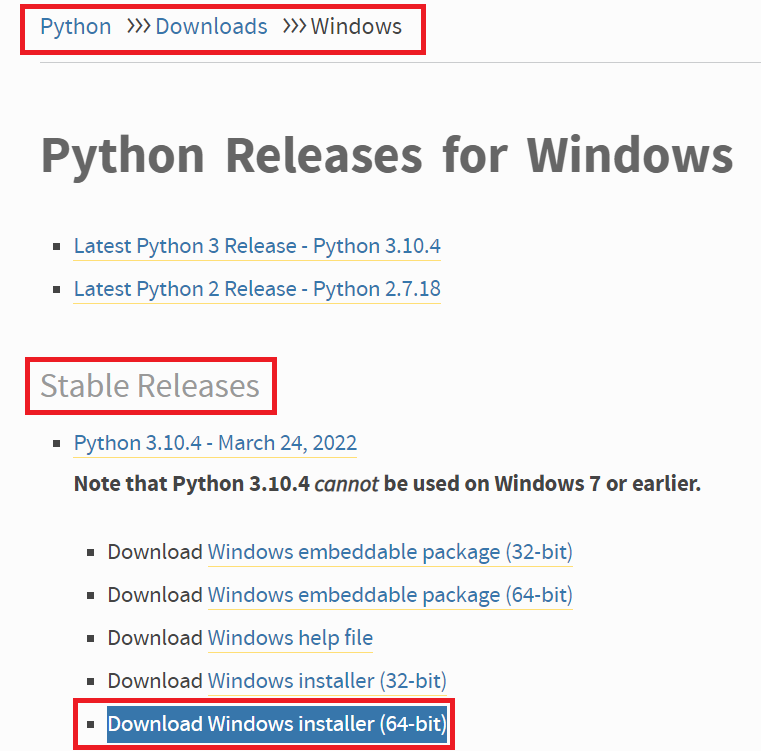 Python >>> Downloads >>> Windows
Python Releases for Windows
Latest Python 3 Release - Python 3.10.4
Latest Python 2 Release - Python 2.7.18
Stable Releases
Python 3.10.4 - March 24, 2022
Note that Python 3.10.4 cannot be used on Windows 7 or earlier.
Download Windows embeddable package (32-bit)
Download Windows embeddable package (64-bit)
Download Windows help file
Download Windows installer (32-bit)
Download Windows installer (64-bit)